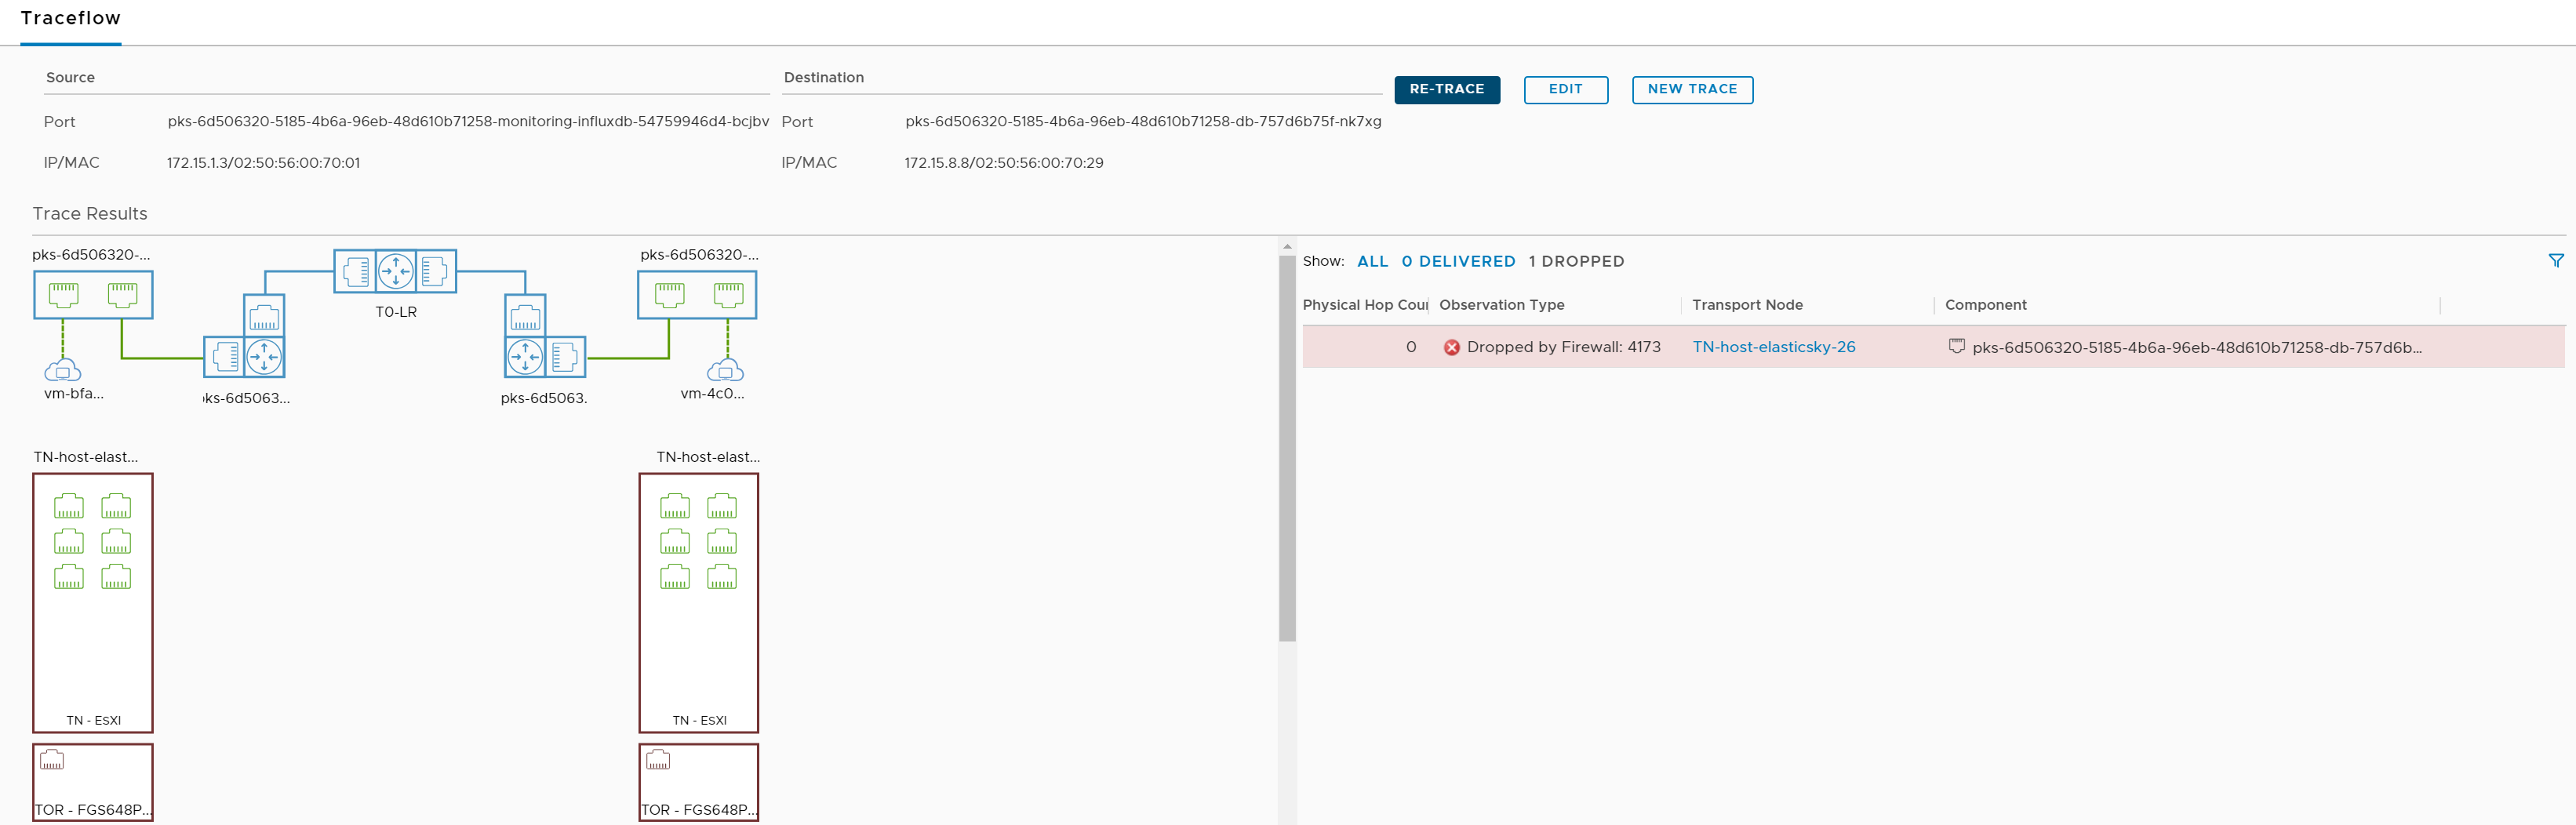 Traceflow
Source
Port pks-6d506320-5185-4b6a-96eb-48d610b71258-monitoring-influxdb-54759946d4-bcjbv
IP/MAC 172.15.1.3/02:50:56:00:70:01
Destination
Port pks-6d506320-5185-4b6a-96eb-48d610b71258-db-757d6b75f-nk7xg
IP/MAC 172.15.8.8/02:50:56:00:70:29
RE-TRACE EDIT NEW TRACE
Trace Results
pks-6d506320-... pks-6d506320-...
T0-LR
vm-bfa... ks-6d5063... pks-6d5063. vm-4c0...
TN-host-elast... TN-host-elast...
TN - ESXI TN - ESXI
TOR - FGS648P... TOR - FGS648P...
Show: ALL 0 DELIVERED 1 DROPPED
Physical Hop Cou Observation Type Transport Node Component
0 Dropped by Firewall: 4173 TN-host-elasticsky-26 pks-6d506320-5185-4b6a-96eb-48d610b71258-db-757d6b...